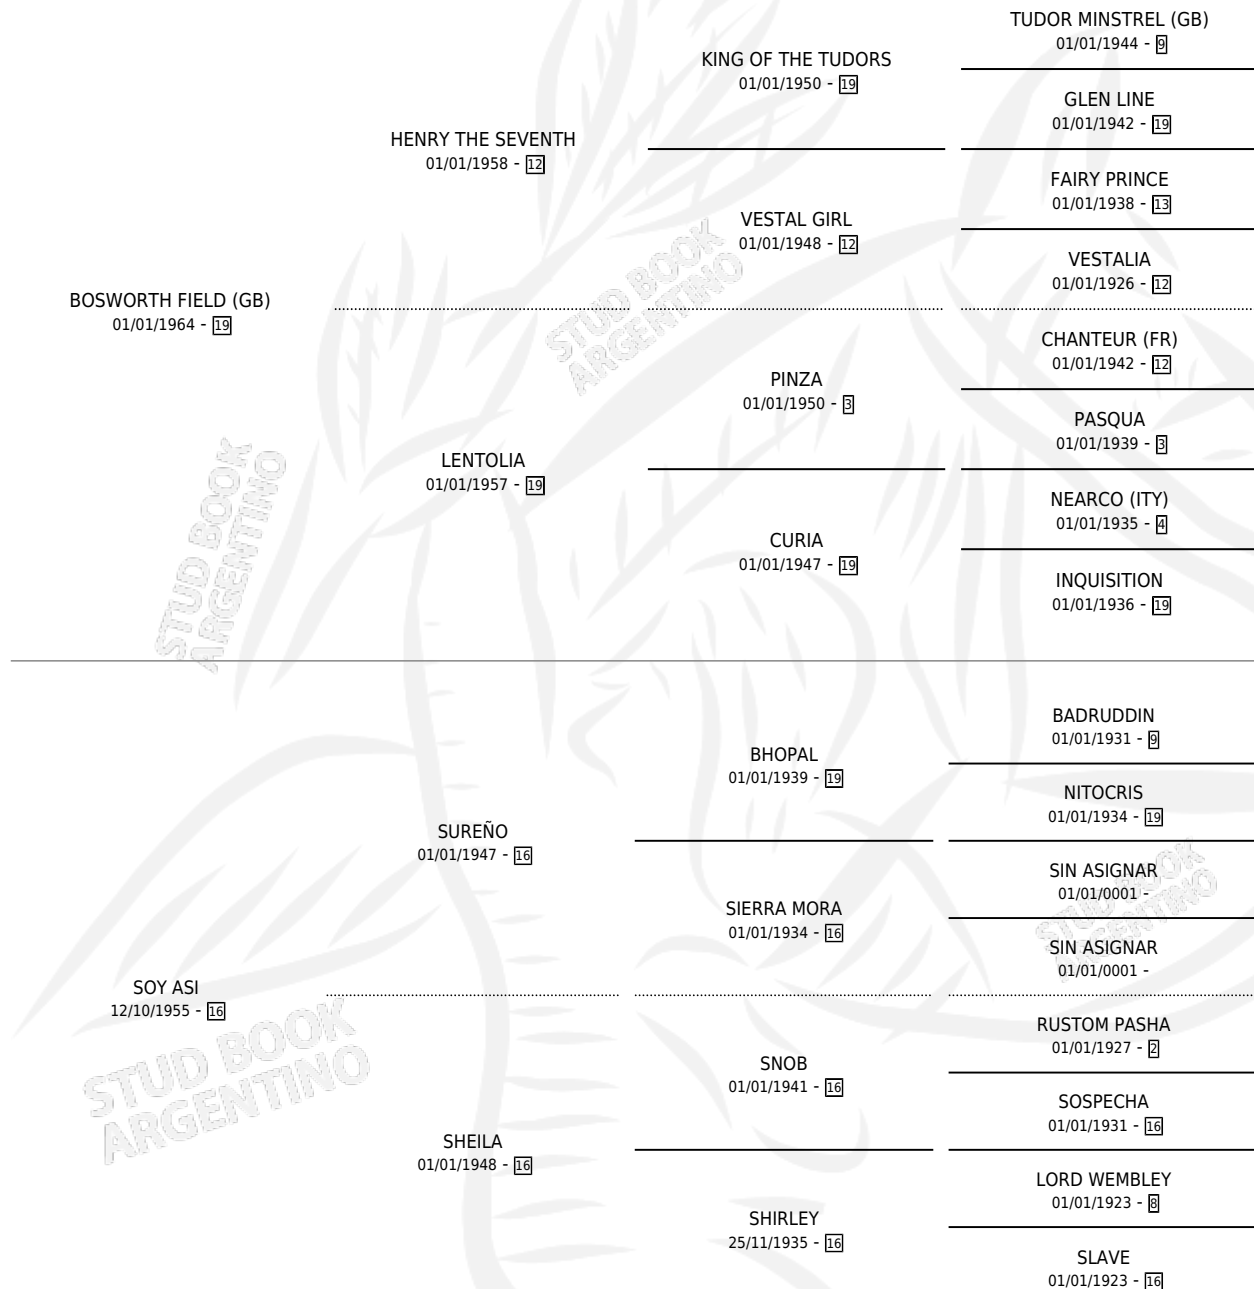 TUDOR MINSTREL (GB)
01/01/1944 - 9
KING OF THE TUDORS
01/01/1950 - 19
GLEN LINE
01/01/1942 - 19
HENRY THE SEVENTH
01/01/1958 - 12
FAIRY PRINCE
01/01/1938 - 13
VESTAL GIRL
01/01/1948 - 12
VESTALIA
01/01/1926 - 12
BOSWORTH FIELD (GB)
01/01/1964 - 19
CHANTEUR (FR)
01/01/1942 - 12
PINZA
01/01/1950 - 3
PASQUA
01/01/1939 - 3
LENTOLIA
01/01/1957 - 19
NEARCO (ITY)
01/01/1935 - 4
CURIA
01/01/1947 - 19
INQUISITION
01/01/1936 - 19
BADRUDDIN
01/01/1931 - 9
BHOPAL
01/01/1939 - 19
NITOCRIS
01/01/1934 - 19
SUREÑO
01/01/1947 - 16
SIN ASIGNAR
01/01/0001 -
SIERRA MORA
01/01/1934 - 16
SIN ASIGNAR
01/01/0001 -
SOY ASI
12/10/1955 - 16
RUSTOM PASHA
01/01/1927 - 2
SNOB
01/01/1941 - 16
SOSPECHA
01/01/1931 - 16
SHEILA
01/01/1948 - 16
LORD WEMBLEY
01/01/1923 - 8
SHIRLEY
25/11/1935 - 16
SLAVE
01/01/1923 - 16
STUD BOOK
ARGENTINO
STUD BOOK
ARGENTINO
STUD BOOK
ARGENTINO
STUD BOOK
ARGENTINO